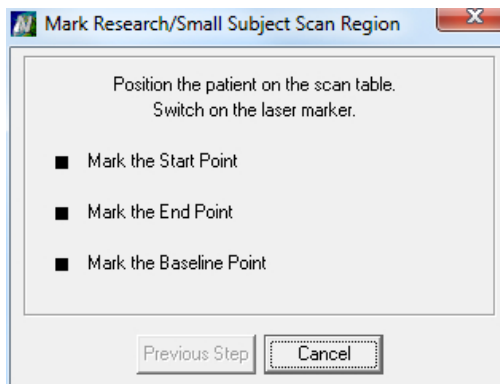 Mark Research/Small Subject Scan Region
Position the patient on the scan table.
Switch on the laser marker.
Mark the Start Point
Mark the End Point
Mark the Baseline Point
Previous Step Cancel